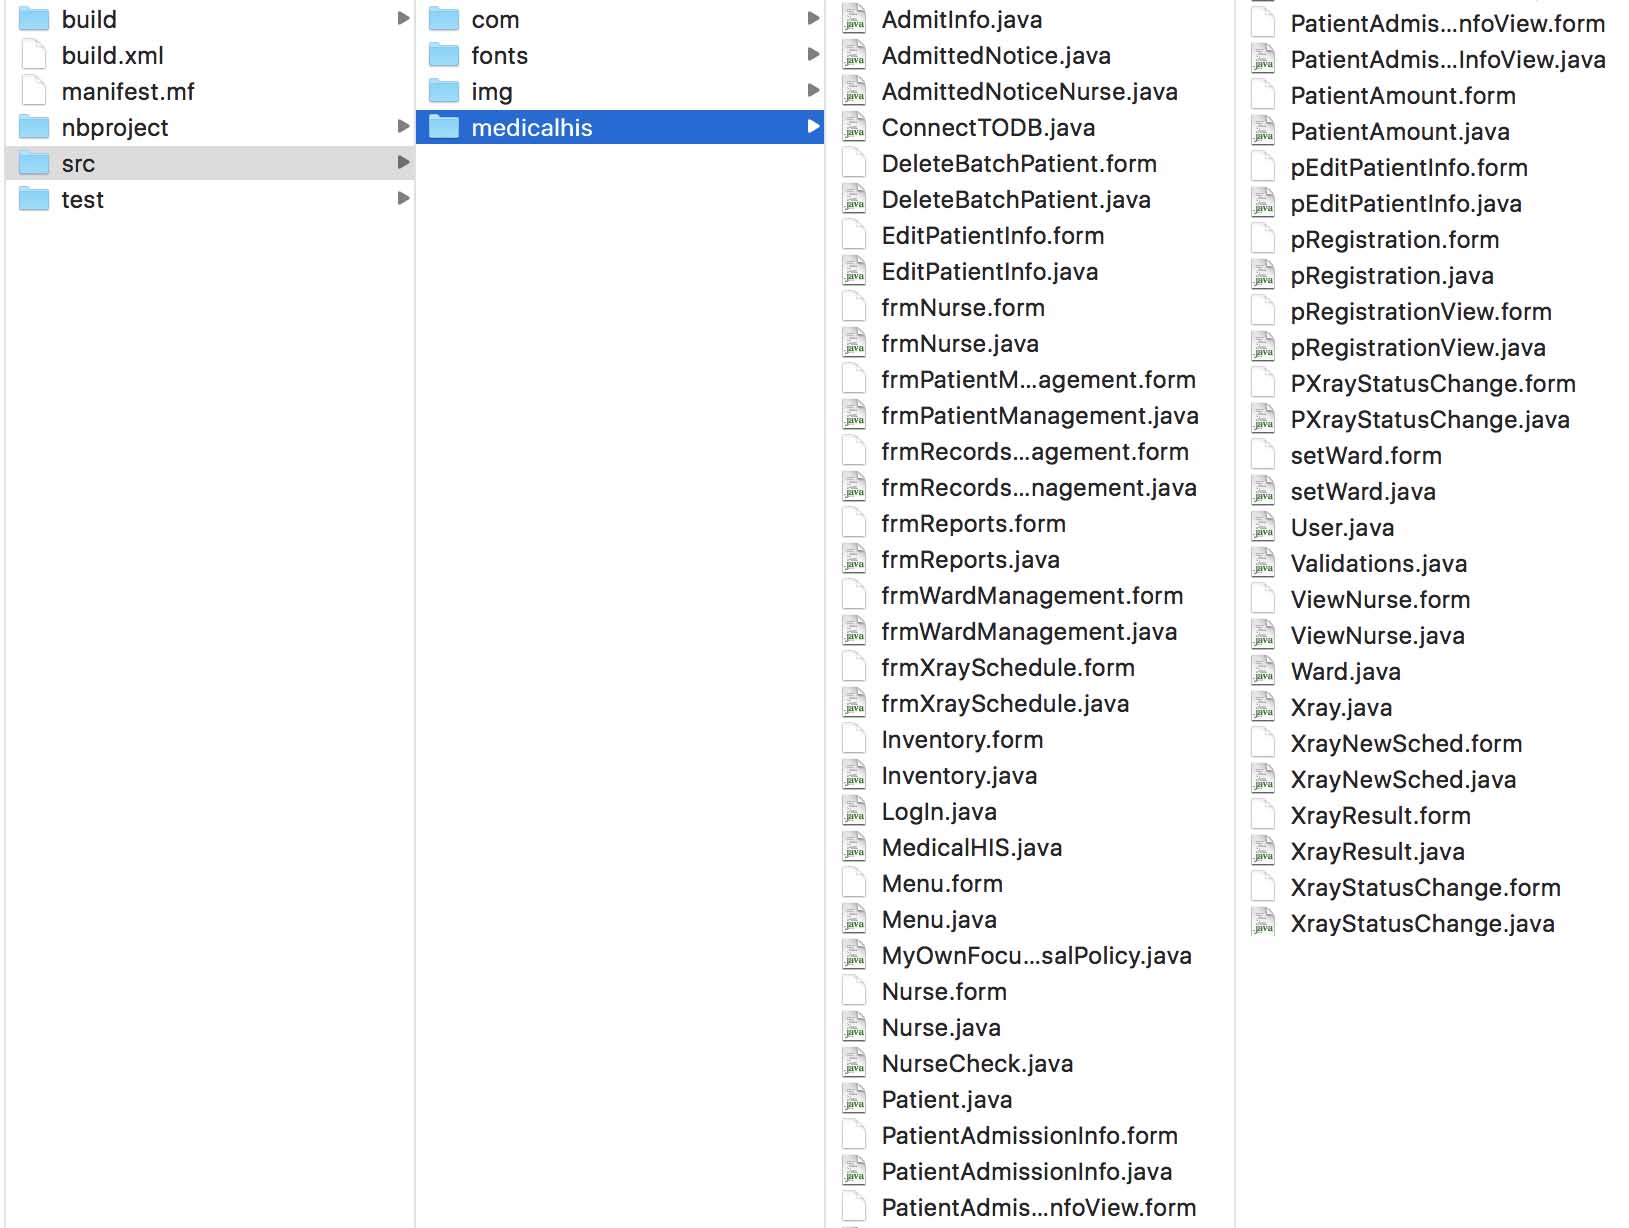 build
build.xml
manifest.mf
nbproject
src
test
com
fonts
img
medicalhis
AdmitInfo.java
AdmittedNotice.java
AdmittedNoticeNurse.java
ConnectTODB.java
DeleteBatchPatient.form
DeleteBatchPatient.java
EditPatientInfo.form
EditPatientInfo.java
frmNurse.form
frmNurse.java
frmPatientM...agement.form
frmPatientManagement.java
frmRecords...agement.form
frmRecords...nagement.java
frmReports.form
frmReports.java
frmWardManagement.form
frmWardManagement.java
frmXraySchedule.form
frmXraySchedule.java
Inventory.form
Inventory.java
LogIn.java
MedicalHIS.java
Menu.form
Menu.java
MyOwnFocu...salPolicy.java
Nurse.form
Nurse.java
NurseCheck.java
Patient.java
PatientAdmissionInfo.form
PatientAdmissionInfo.java
PatientAdmis...nfoView.form
PatientAdmis...nfoView.form
PatientAdmis...InfoView.java
PatientAmount.form
PatientAmount.java
pEditPatientInfo.form
pEditPatientInfo.java
pRegistration.form
pRegistration.java
pRegistrationView.form
pRegistrationView.java
PXrayStatusChange.form
PXrayStatusChange.java
setWard.form
setWard.java
User.java
Validations.java
ViewNurse.form
ViewNurse.java
Ward.java
Xray.java
XrayNewSched.form
XrayNewSched.java
XrayResult.form
XrayResult.java
XrayStatusChange.form
XrayStatusChange.java